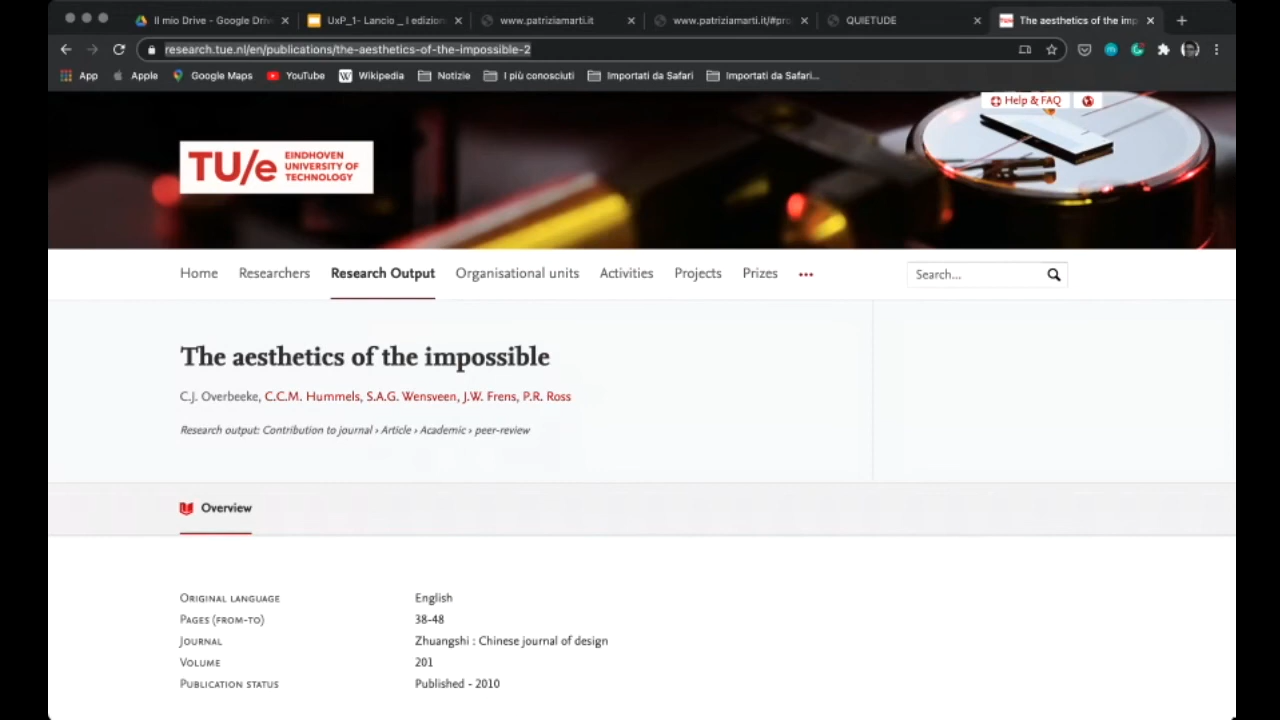 Il mio Drive - Google Driv
UxP_1- Lancio _ I edizion
www.patriziamarti.it
www.patriziamarti.it/#pro
QUIETUDE
The aesthetics of the imp
research.tue.nl/en/publications/the-aesthetics-of-the-impossible-2
App
Apple
Google Maps
YouTube
Wikipedia
Notizie
I più conosciuti
Importati da Safari
Importati da Safari...
Help & FAQ
TU/e EINDHOVEN
UNIVERSITY OF
TECHNOLOGY
Home Researchers Research Output Organisational units Activities Projects Prizes ••• Search...
The aesthetics of the impossible
C.J. Overbeeke, C.C.M. Hummels, S.A.G. Wensveen, J.W. Frens, P.R. Ross
Research output: Contribution to journal › Article › Academic › peer-review
Overview
ORIGINAL LANGUAGE English
PAGES (FROM-TO) 38-48
JOURNAL Zhuangshi : Chinese journal of design
VOLUME 201
PUBLICATION STATUS Published - 2010